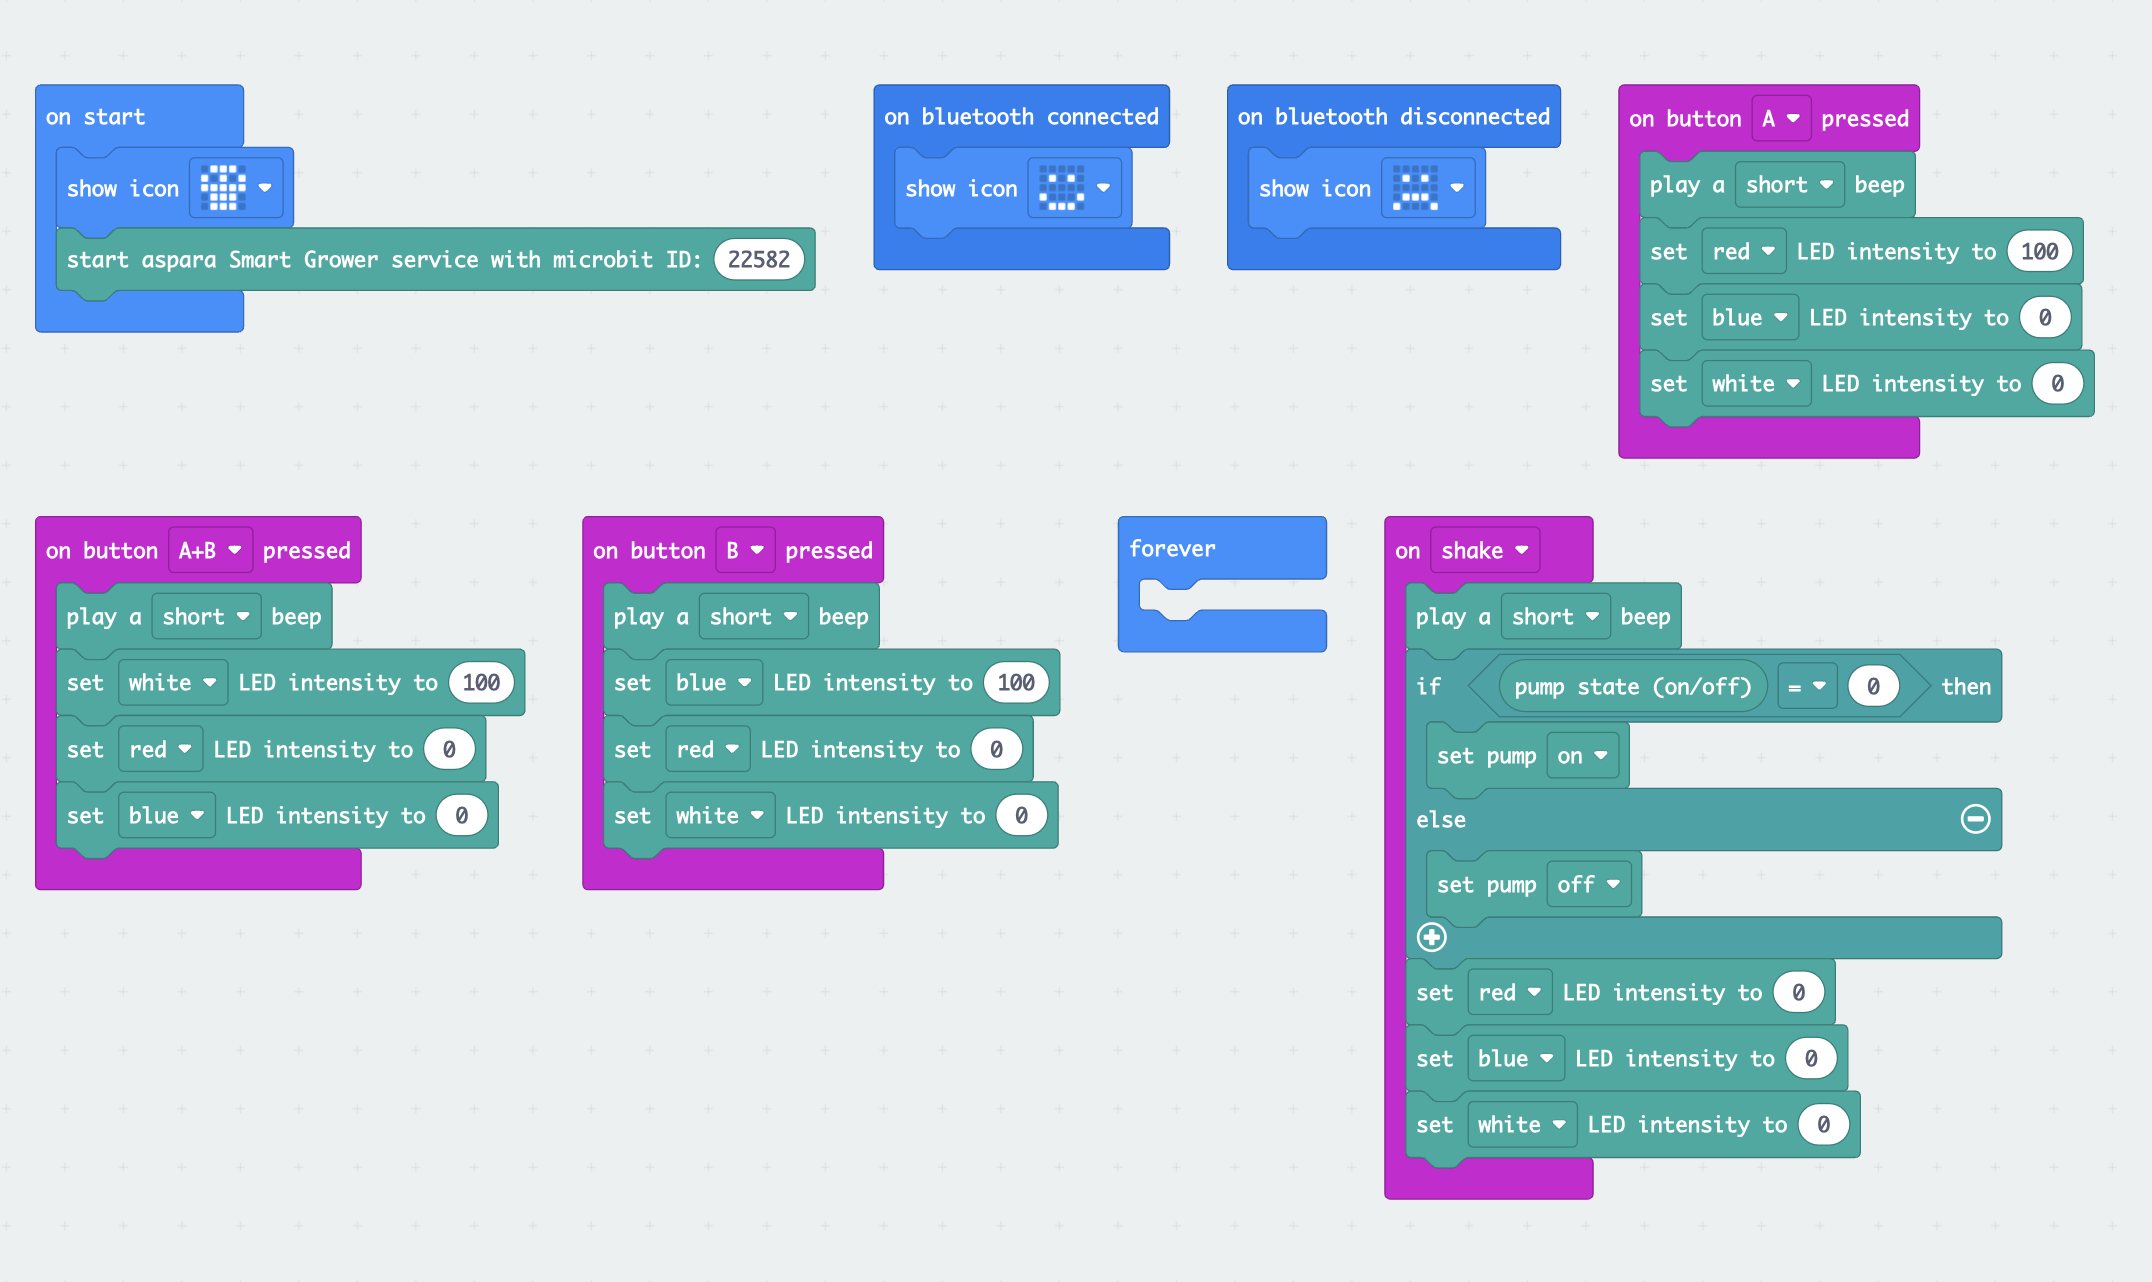 on start
show icon
start aspara Smart Grower service with microbit ID: 22582
on bluetooth connected
show icon
on bluetooth disconnected
show icon
on button A pressed
play a short beep
set red LED intensity to 100
set blue LED intensity to 0
set white LED intensity to 0
on button A+B pressed
play a short beep
set white LED intensity to 100
set red LED intensity to 0
set blue LED intensity to 0
on button B pressed
play a short beep
set blue LED intensity to 100
set red LED intensity to 0
set white LED intensity to 0
forever
on shake
play a short beep
if pump state (on/off) = 0 then
set pump on
else
set pump off
set red LED intensity to 0
set blue LED intensity to 0
set white LED intensity to 0